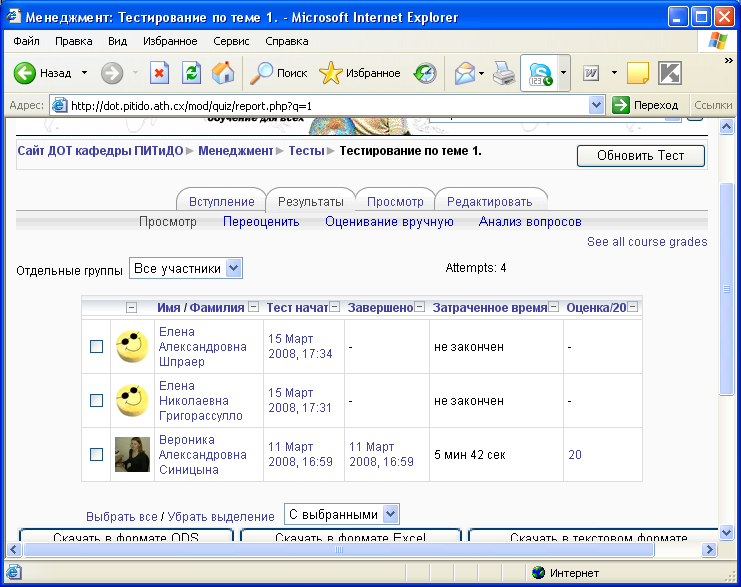 Менеджмент: Тестирование по теме 1. - Microsoft Internet Explorer
Файл Правка Вид Избранное Сервис Справка
Назад Поиск Избранное
Адрес: http://dot.pitido.ath.cx/mod/quiz/report.php?q=1 Переход Ссылки
обучение для всех
Сайт ДОТ кафедры ПИТиДО ► Менеджмент ► Тесты ► Тестирование по теме 1. Обновить Тест
Вступление Результаты Просмотр Редактировать
Просмотр Переоценить Оценивание вручную Анализ вопросов
See all course grades
Отдельные группы Все участники Attempts: 4
Имя / Фамилия Тест начат Завершено Затраченное время Оценка/20
Елена
Александровна
Шпраер
15 Март
2008, 17:34
- не закончен -
Елена
Николаевна
Григорассулло
15 Март
2008, 17:31
- не закончен -
Вероника
Александровна
Синицына
11 Март
2008, 16:59
11 Март
2008, 16:59
5 мин 42 сек 20
Выбрать все / Убрать выделение С выбранными
Скачать в формате ODS Скачать в формате Excel Скачать в текстовом формате
Интернет